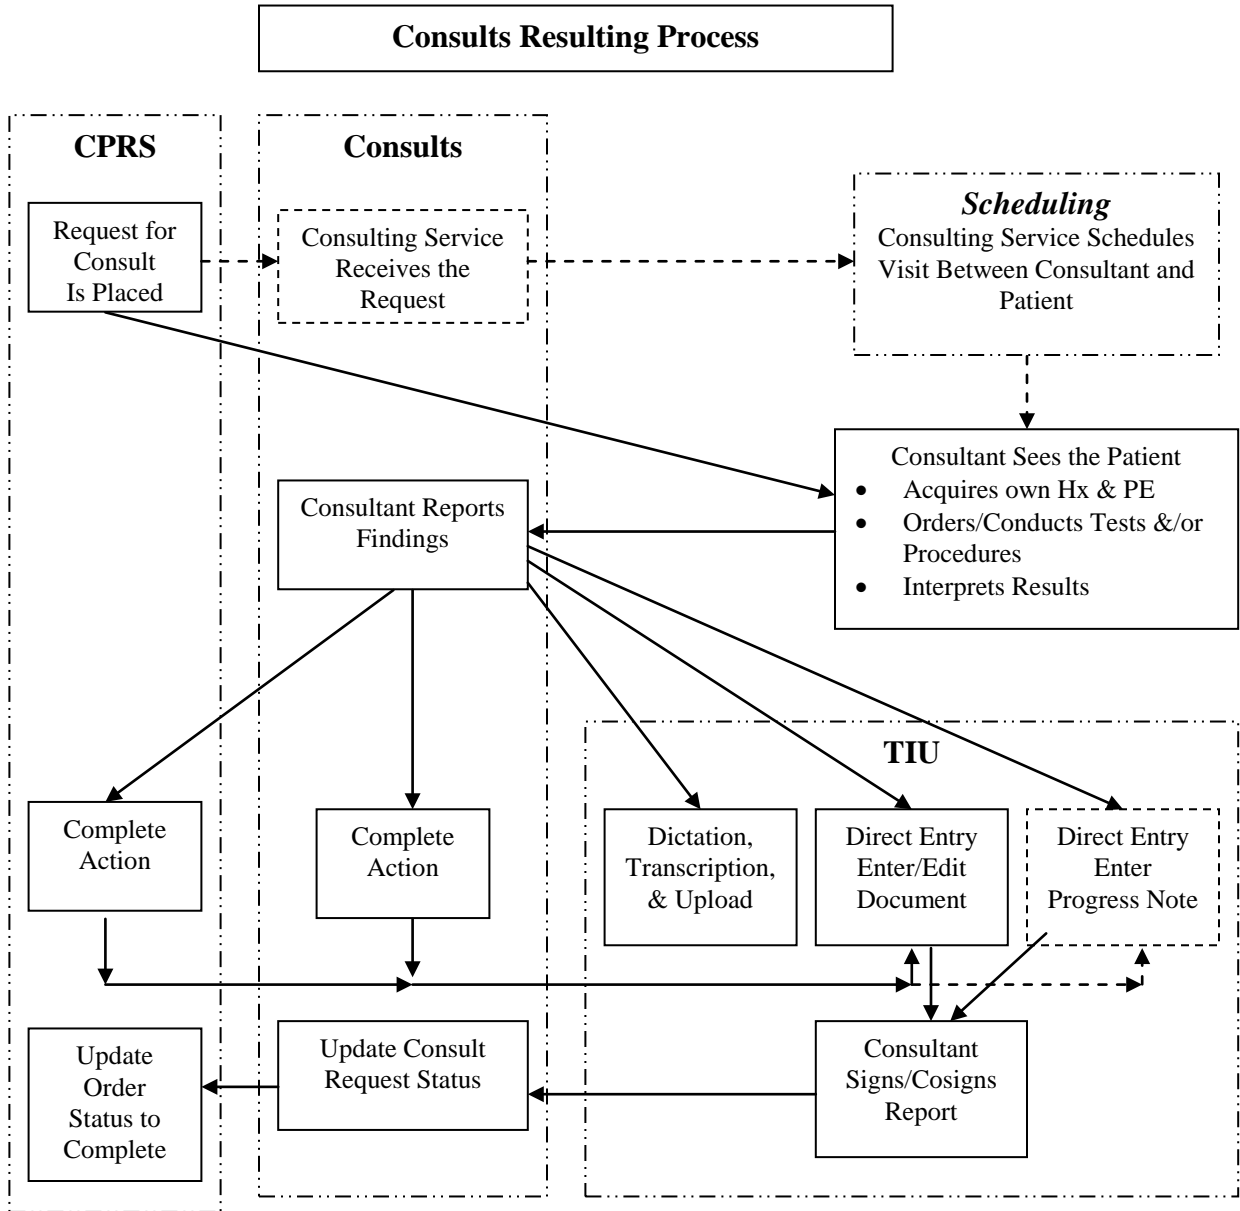 Consults Resulting Process
CPRS
Consults
Request for
Consult
Is Placed
Consulting Service
Receives the
Request
Scheduling
Consulting Service Schedules
Visit Between Consultant and
Patient
Consultant Sees the Patient
• Acquires own Hx & PE
• Orders/Conducts Tests &/or
Procedures
• Interprets Results
Consultant Reports
Findings
TIU
Complete
Action
Complete
Action
Dictation,
Transcription,
& Upload
Direct Entry
Enter/Edit
Document
Direct Entry
Enter
Progress Note
Update
Order
Status to
Complete
Update Consult
Request Status
Consultant
Signs/Cosigns
Report